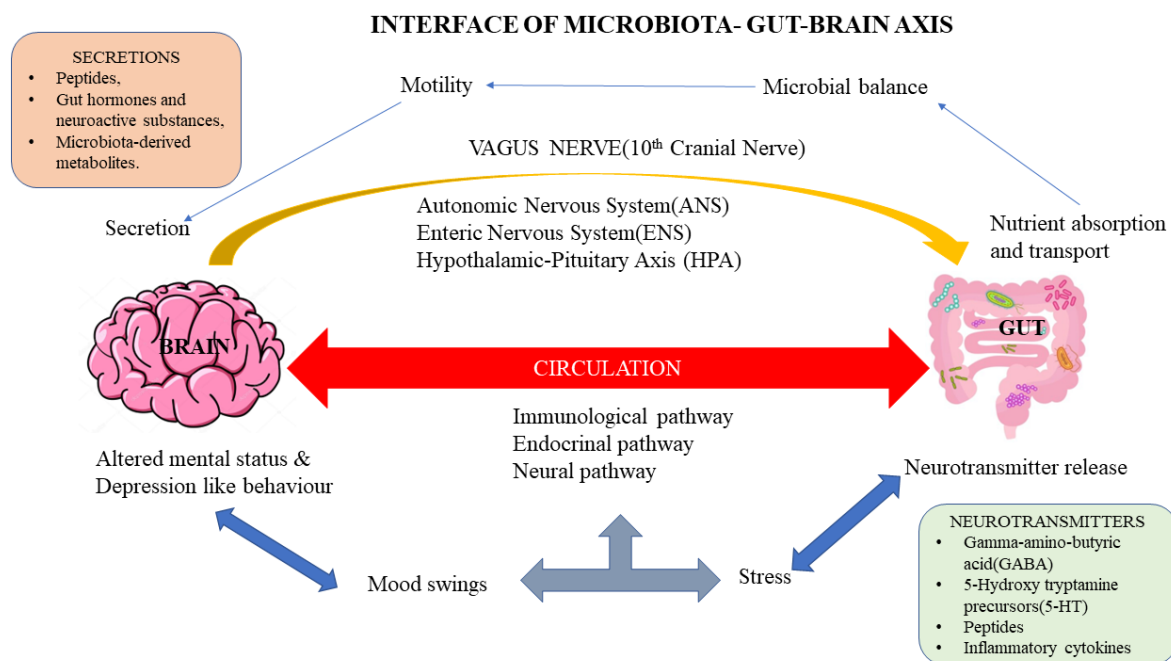 INTERFACE OF MICROBIOTA- GUT-BRAIN AXIS
SECRETIONS
• Peptides,
• Gut hormones and
neuroactive substances,
• Microbiota-derived
metabolites.
Motility
Microbial balance
VAGUS NERVE(10th Cranial Nerve)
Secretion
Autonomic Nervous System(ANS)
Enteric Nervous System(ENS)
Hypothalamic-Pituitary Axis (HPA)
Nutrient absorption
and transport
BRAIN
GUT
CIRCULATION
Immunological pathway
Endocrinal pathway
Neural pathway
Altered mental status &
Depression like behaviour
Neurotransmitter release
Mood swings
Stress
NEUROTRANSMITTERS
• Gamma-amino-butyric
acid(GABA)
• 5-Hydroxy tryptamine
precursors(5-HT)
• Peptides
• Inflammatory cytokines